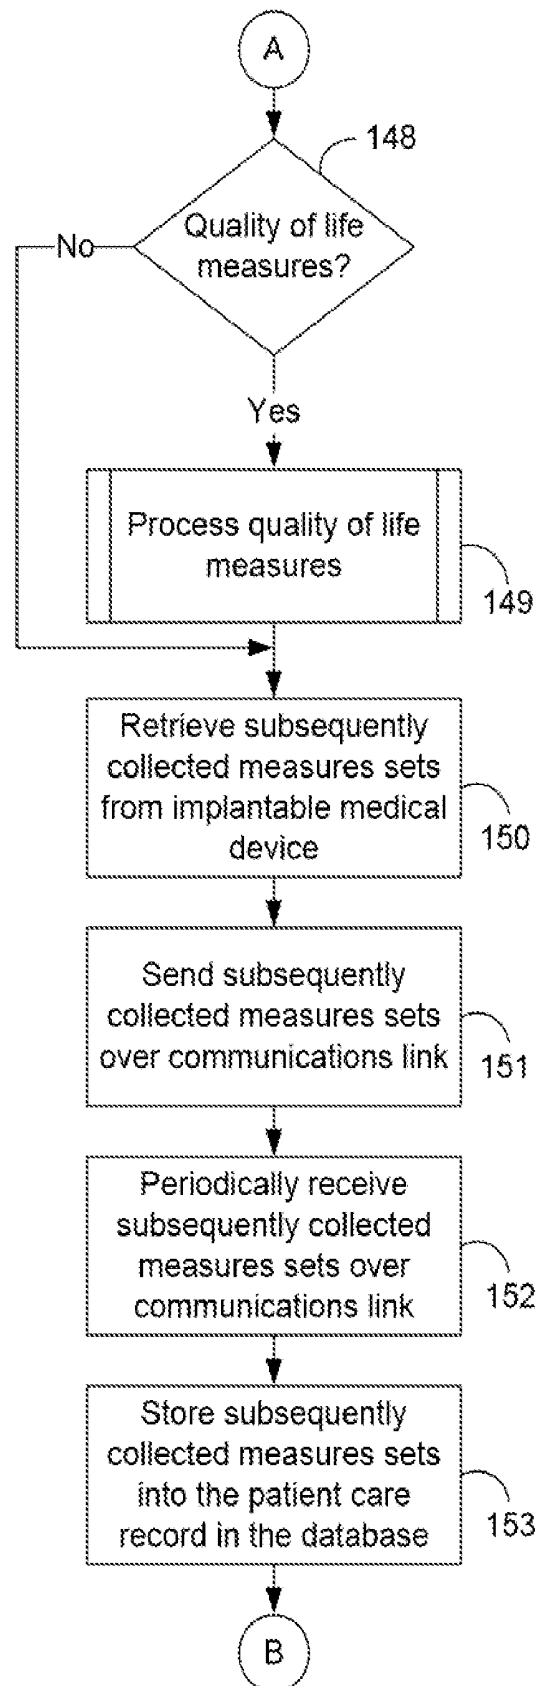 A
148
Quality of life
measures?
No
Yes
Process quality of life
measures
149
Retrieve subsequently
collected measures sets
from implantable medical
device
150
Send subsequently
collected measures sets
over communications link
151
Periodically receive
subsequently collected
measures sets over
communications link
152
Store subsequently
collected measures sets
into the patient care
record in the database
153
B